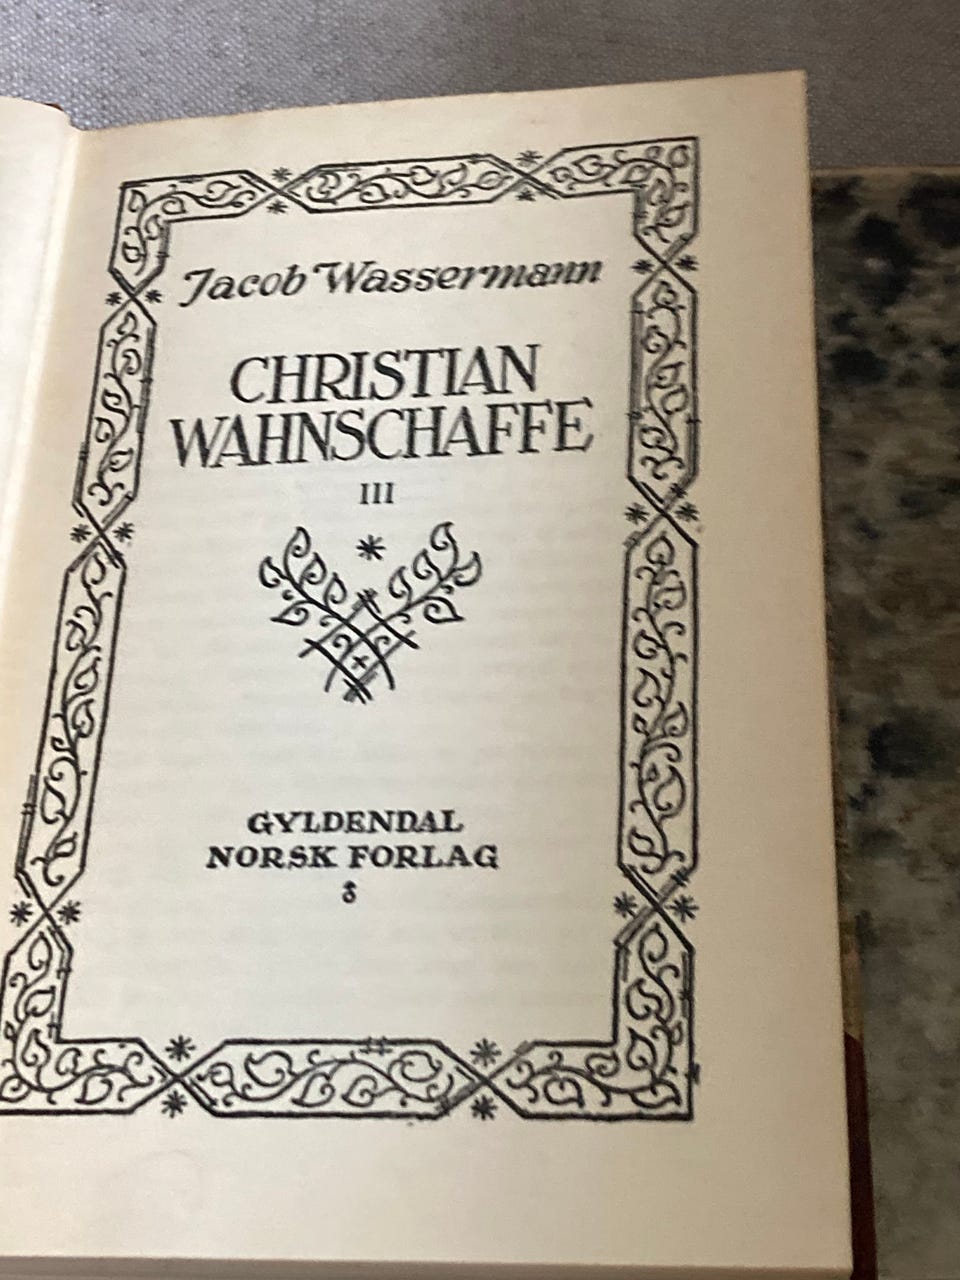 Jacob Wassermann
CHRISTIAN
WAHNSCHAFFE
III
GYLDENDAL
NORSK FORLAG